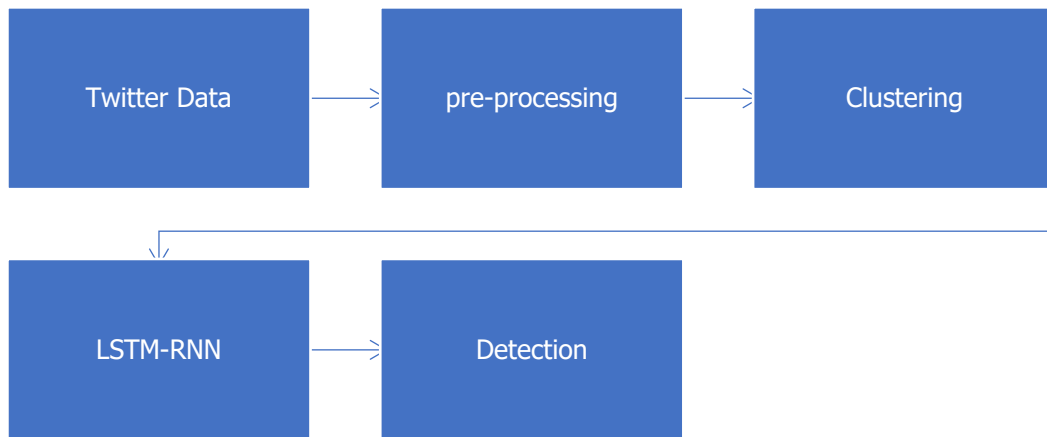 Twitter Data
pre-processing
Clustering
LSTM-RNN
Detection